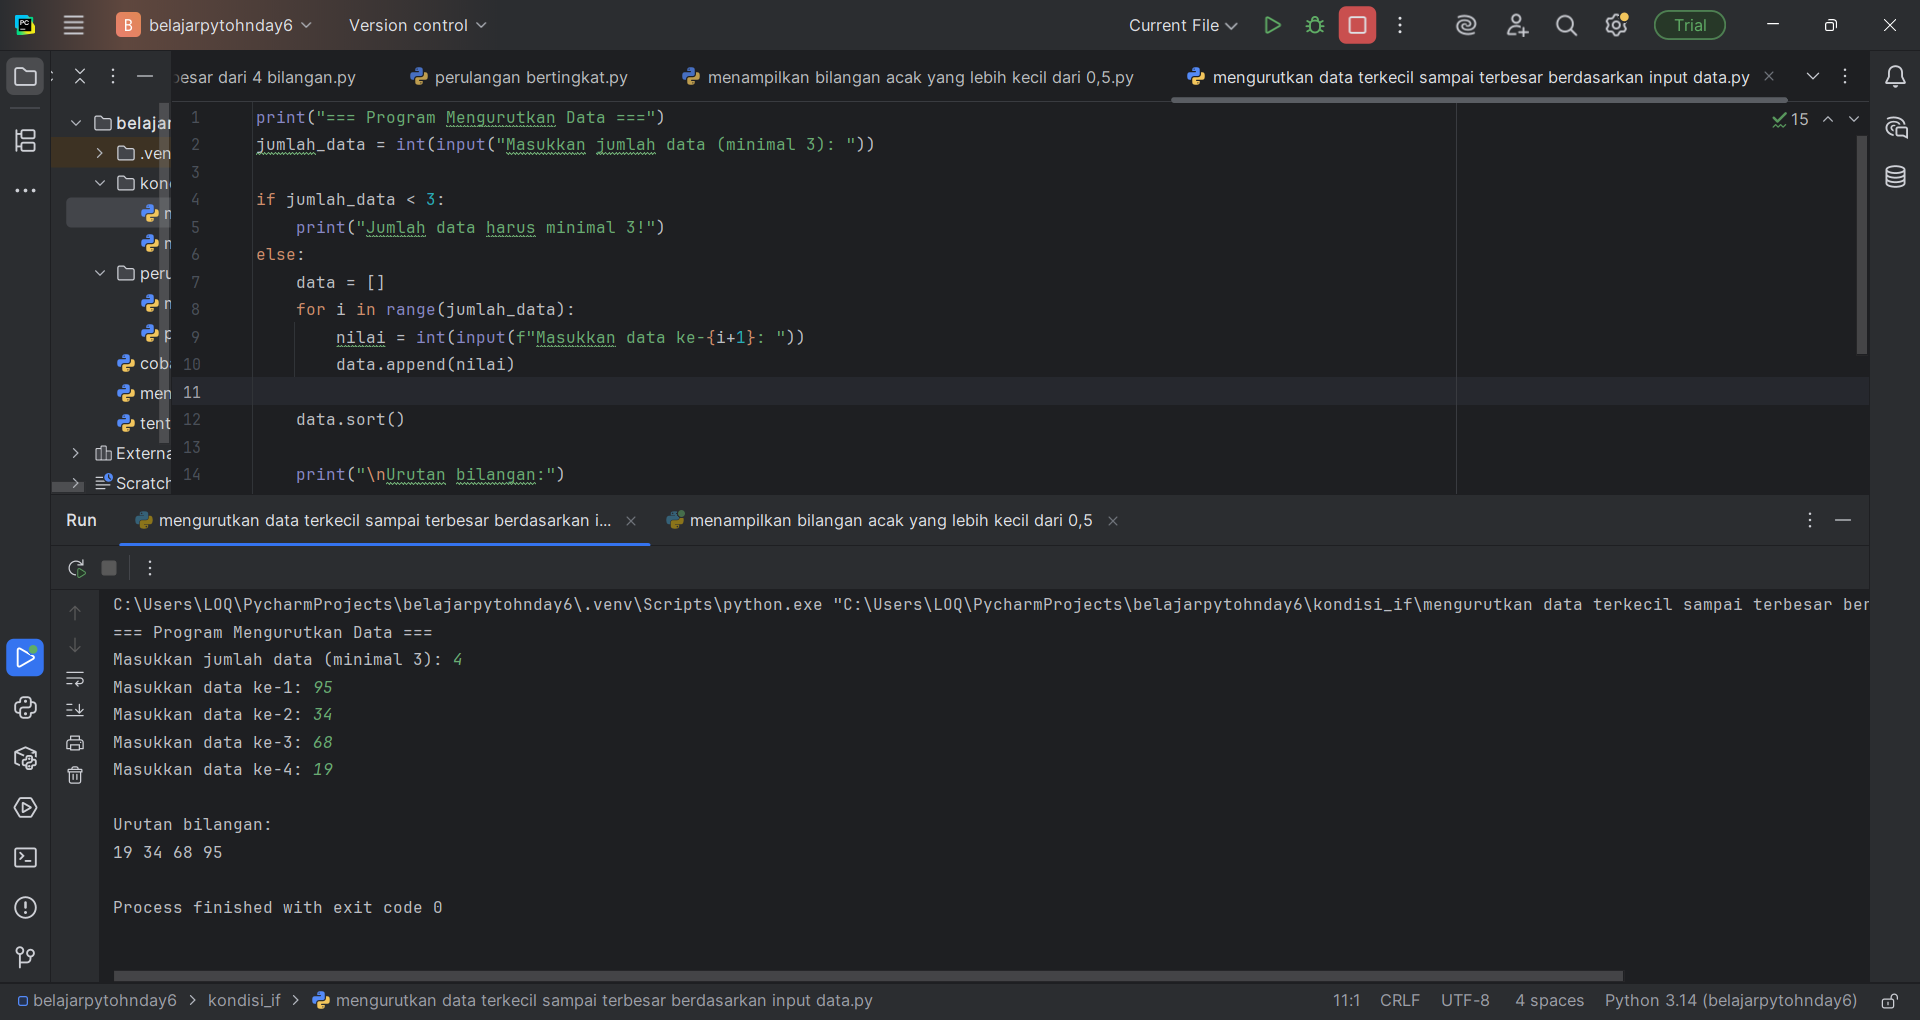 B belajarpytohnday6 Version control Current File Trial
esar dari 4 bilangan.py perulangan bertingkat.py menampilkan bilangan acak yang lebih kecil dari 0,5.py mengurutkan data terkecil sampai terbesar berdasarkan input data.py
belajar
.ven
kon
peru
coba
men
tent
Externa
Scratch
15
1 print("=== Program Mengurutkan Data ===")
2 jumlah_data = int(input("Masukkan jumlah data (minimal 3): "))
3
4 if jumlah_data < 3:
5 print("Jumlah data harus minimal 3!")
6 else:
7 data = []
8 for i in range(jumlah_data):
9 nilai = int(input(f"Masukkan data ke-{i+1}: "))
10 data.append(nilai)
11
12 data.sort()
13
14 print("\nUrutan bilangan:")
Run mengurutkan data terkecil sampai terbesar berdasarkan i... menampilkan bilangan acak yang lebih kecil dari 0,5
C:\Users\LOQ\PycharmProjects\belajarpytohnday6\.venv\Scripts\python.exe "C:\Users\LOQ\PycharmProjects\belajarpytohnday6\kondisi_if\mengurutkan data terkecil sampai terbesar ber
=== Program Mengurutkan Data ===
Masukkan jumlah data (minimal 3): 4
Masukkan data ke-1: 95
Masukkan data ke-2: 34
Masukkan data ke-3: 68
Masukkan data ke-4: 19
Urutan bilangan:
19 34 68 95
Process finished with exit code 0
belajarpytohnday6 > kondisi_if > mengurutkan data terkecil sampai terbesar berdasarkan input data.py 11:1 CRLF UTF-8 4 spaces Python 3.14 (belajarpytohnday6)